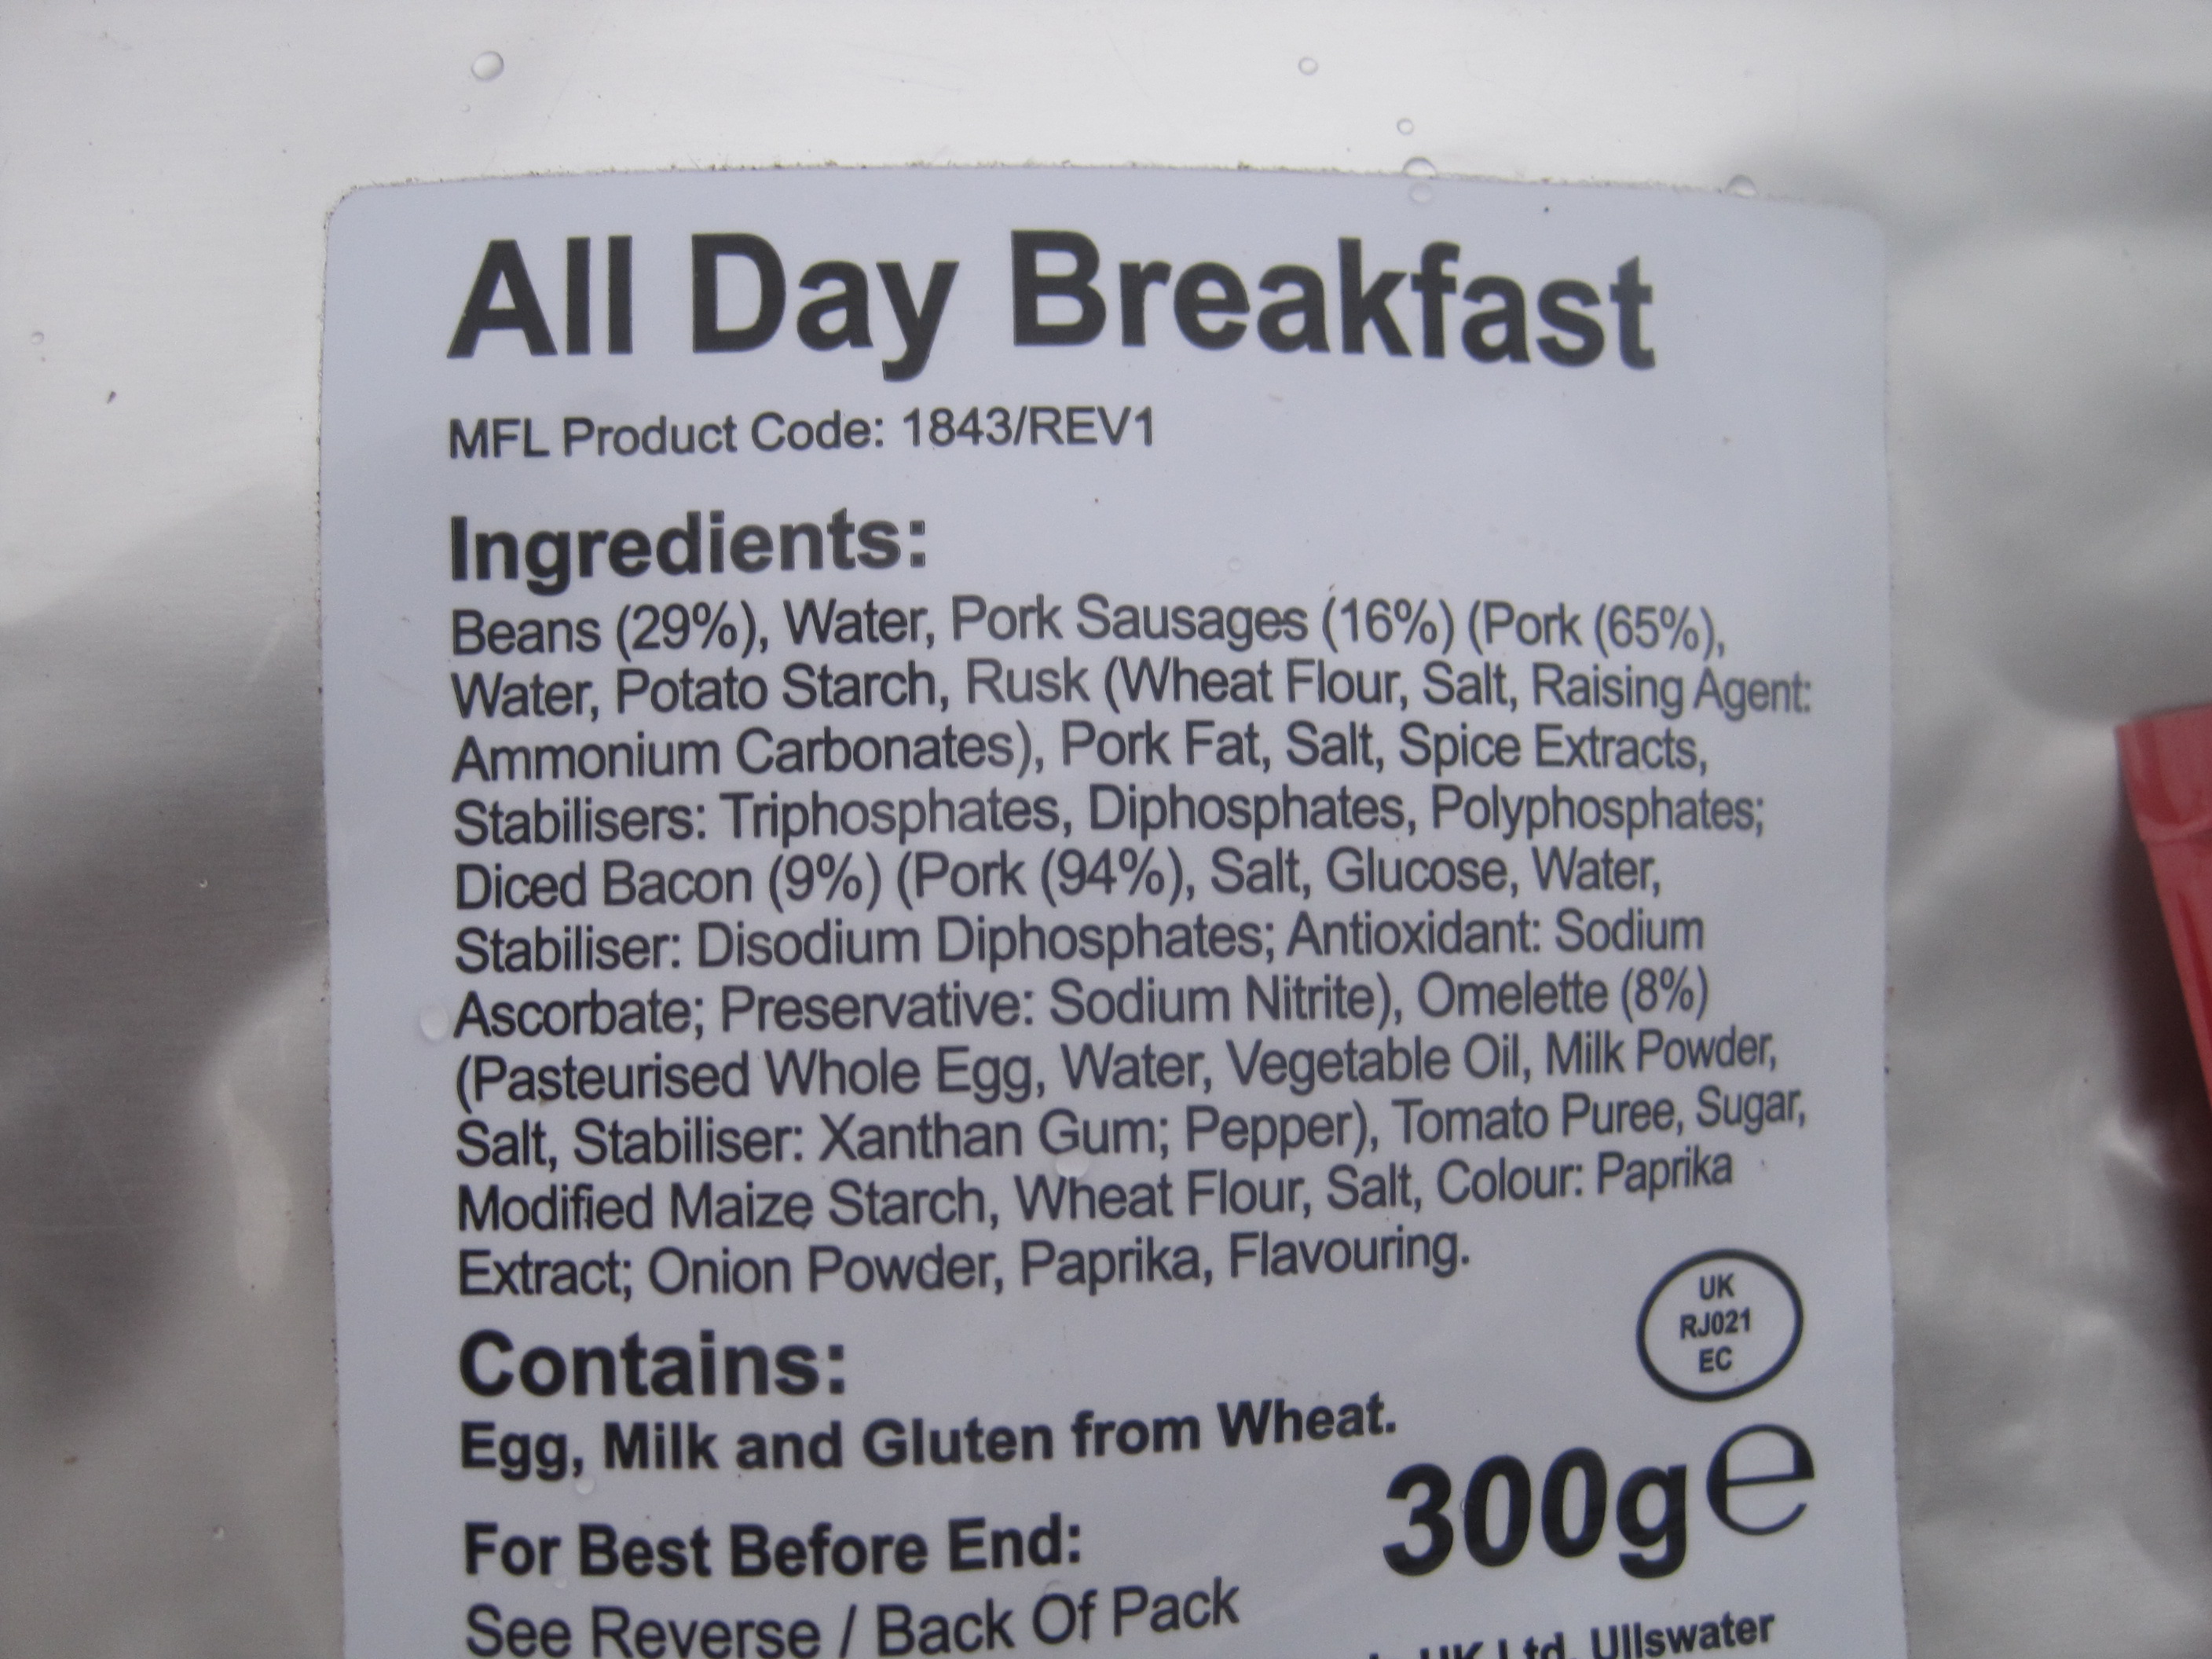 All Day Breakfast
MFL Product Code: 1843/REV1
Ingredients:
Beans (29%), Water, Pork Sausages (16%) (Pork (65%),
Water, Potato Starch, Rusk (Wheat Flour, Salt, Raising Agent:
Ammonium Carbonates), Pork Fat, Salt, Spice Extracts,
Stabilisers: Triphosphates, Diphosphates, Polyphosphates;
Diced Bacon (9%) (Pork (94%), Salt, Glucose, Water,
Stabiliser: Disodium Diphosphates; Antioxidant: Sodium
Ascorbate; Preservative: Sodium Nitrite), Omelette (8%)
(Pasteurised Whole Egg, Water, Vegetable Oil, Milk Powder,
Salt, Stabiliser: Xanthan Gum; Pepper), Tomato Puree, Sugar,
Modified Maize Starch, Wheat Flour, Salt, Colour: Paprika
Extract; Onion Powder, Paprika, Flavouring.
UK
RJ021
EC
Contains:
Egg, Milk and Gluten from Wheat.
300g e
For Best Before End:
See Reverse / Back Of Pack
UK Ltd, Ullswater